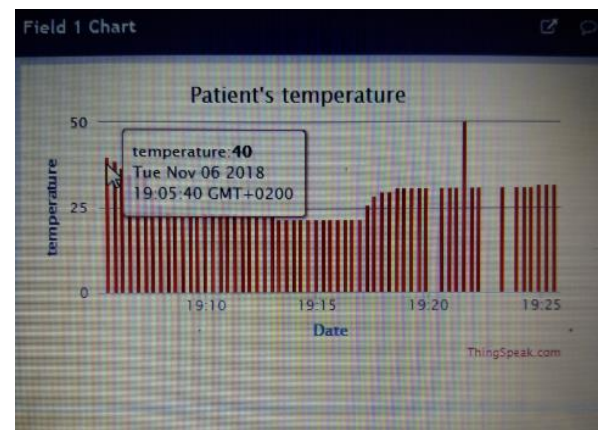 Field 1 Chart
Patient's temperature
50
temperature:40
Tue Nov 06 2018
19:05:40 GMT+0200
temperature
25
0
19:10 19:15 19:20 19:25
Date
ThingSpeak.com